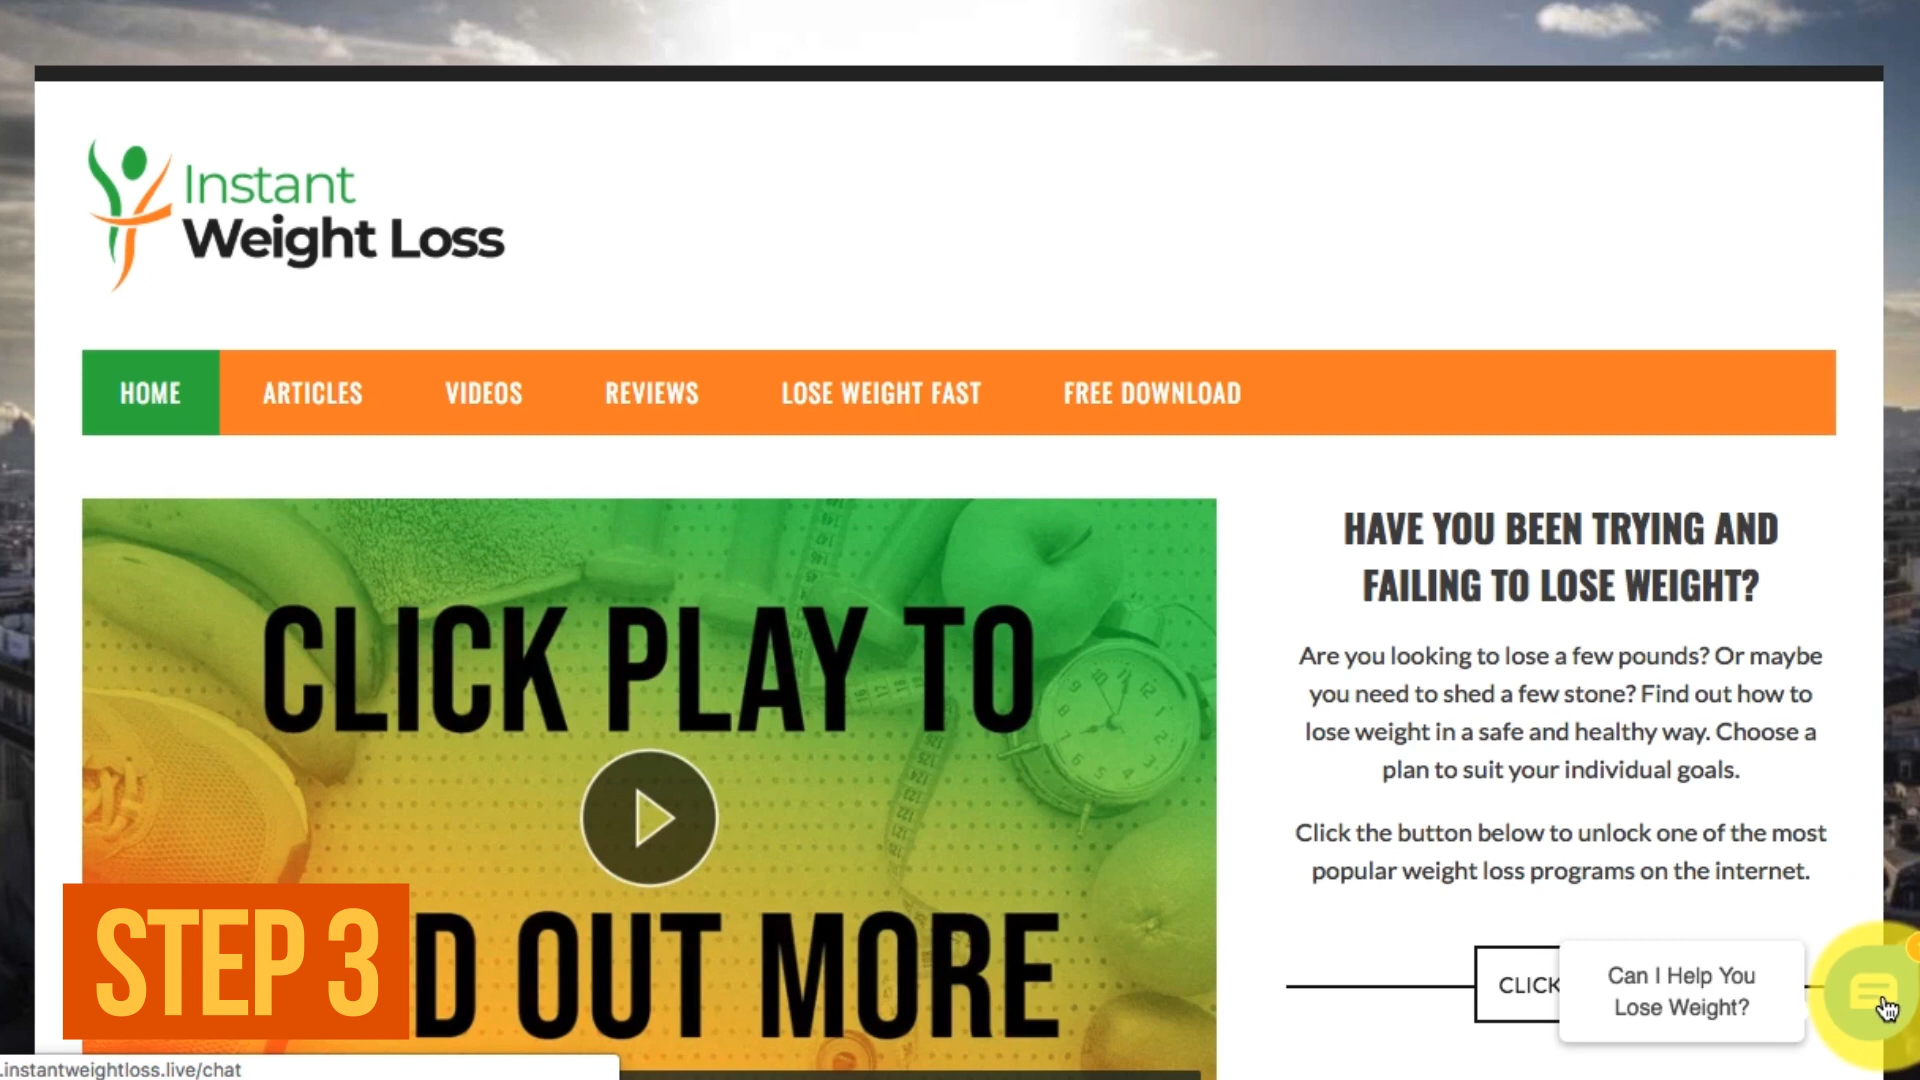 Instant
Weight Loss
HOME
ARTICLES
VIDEOS
REVIEWS
LOSE WEIGHT FAST
FREE DOWNLOAD
CLICK PLAY TO
D OUT MORE
HAVE YOU BEEN TRYING AND
FAILING TO LOSE WEIGHT?
Are you looking to lose a few pounds? Or maybe
you need to shed a few stone? Find out how to
lose weight in a safe and healthy way. Choose a
plan to suit your individual goals.
Click the button below to unlock one of the most
popular weight loss programs on the internet.
CLICK
Can I Help You
Lose Weight?
STEP 3
.instantweightloss.live/chat